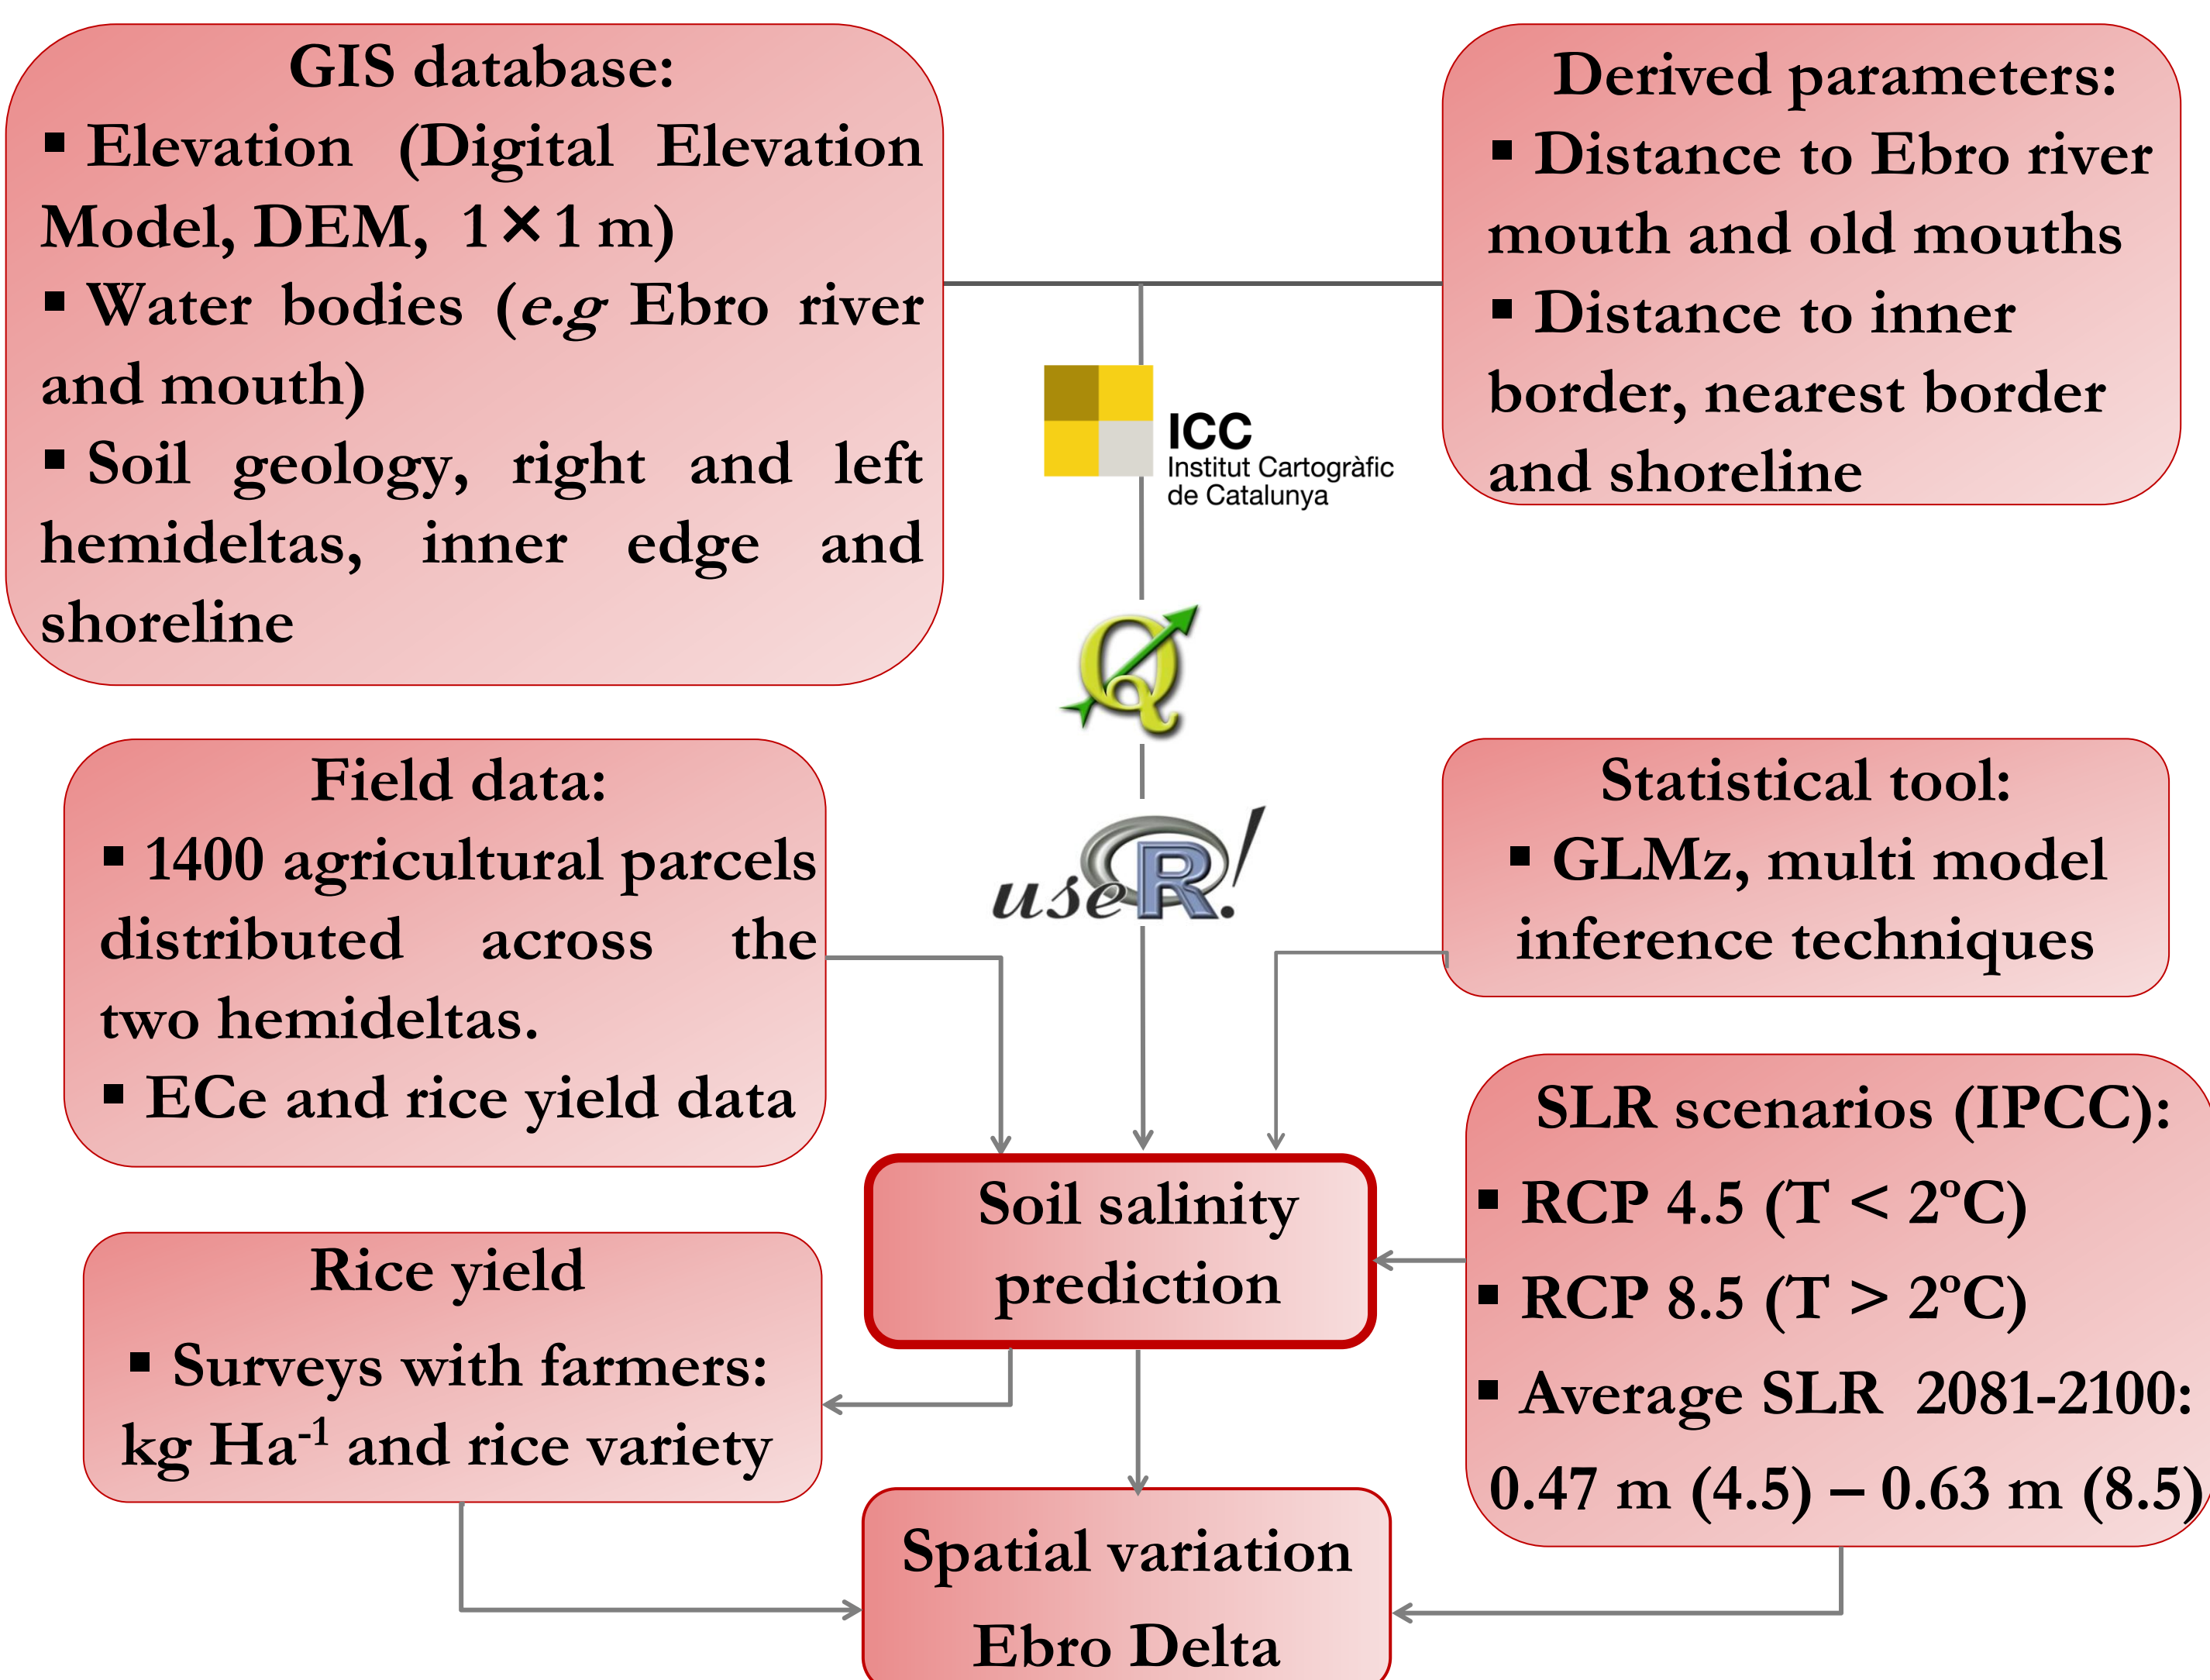 GIS database:
▪ Elevation (Digital Elevation
Model, DEM, 1×1 m)
▪ Water bodies (e.g Ebro river
and mouth)
▪ Soil geology, right and left
hemideltas, inner edge and
shoreline
Derived parameters:
▪ Distance to Ebro river
mouth and old mouths
▪ Distance to inner
border, nearest border
and shoreline
ICC
Institut Cartogràfic
de Catalunya
Q
useR!
Field data:
▪ 1400 agricultural parcels
distributed across the
two hemideltas.
▪ ECe and rice yield data
Statistical tool:
▪ GLMz, multi model
inference techniques
Soil salinity
prediction
SLR scenarios (IPCC):
▪ RCP 4.5 (T < 2ºC)
▪ RCP 8.5 (T > 2ºC)
▪ Average SLR 2081-2100:
0.47 m (4.5) – 0.63 m (8.5)
Rice yield
▪ Surveys with farmers:
kg Ha⁻¹ and rice variety
Spatial variation
Ebro Delta